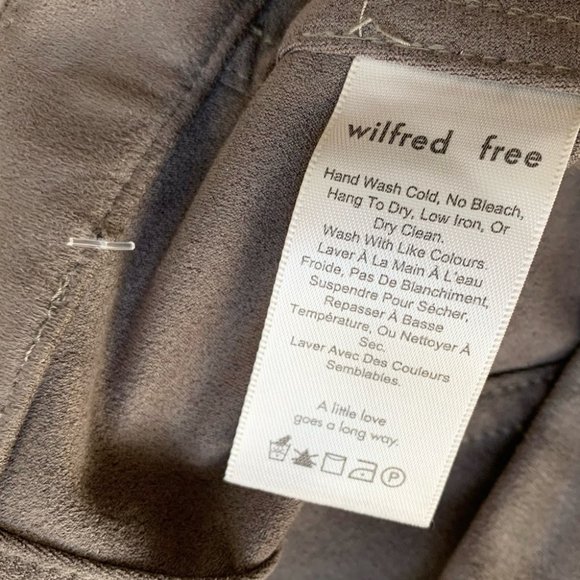 wilfred free
Hand Wash Cold, No Bleach,
Hang To Dry, Low Iron, Or
Dry Clean.
Wash With Like Colours.
Laver À La Main À L'eau
Froide, Pas De Blanchiment,
Suspendre Pour Sécher,
Repasser À Basse
Température, Ou Nettoyer À
Sec.
Laver Avec Des Couleurs
Semblables.
A little love
goes a long way.
P